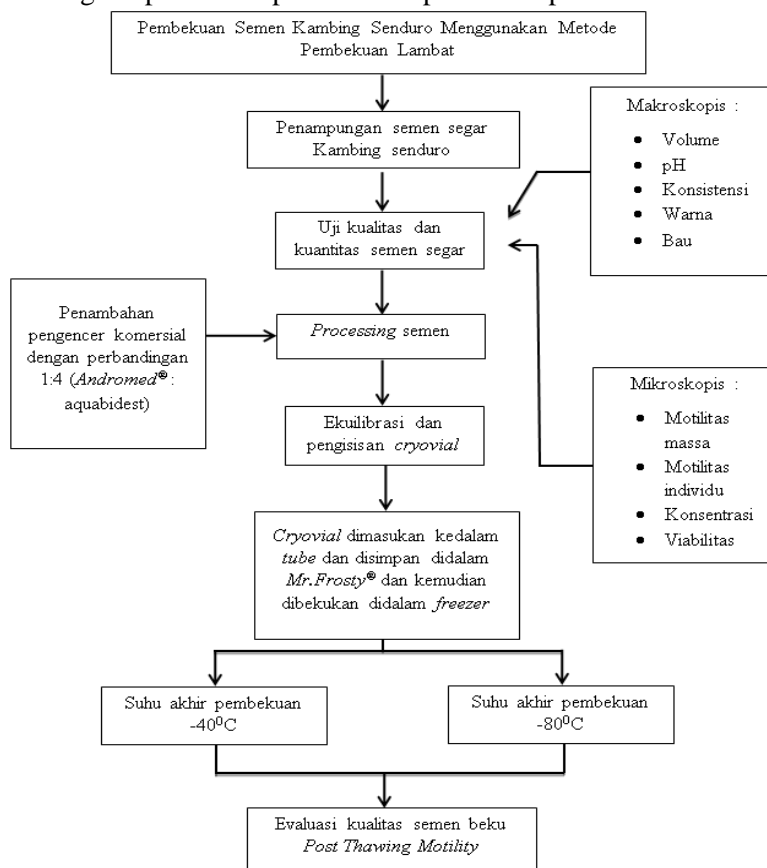 Pembekuan Semen Kambing Senduro Menggunakan Metode
Pembekuan Lambat
Penampungan semen segar
Kambing senduro
Makroskopis :
• Volume
• pH
• Konsistensi
• Warna
• Bau
Uji kualitas dan
kuantitas semen segar
Penambahan
pengencer komersial
dengan perbandingan
1:4 (Andromed® :
aquabidest)
Processing semen
Mikroskopis :
• Motilitas
massa
• Motilitas
individu
• Konsentrasi
• Viabilitas
Ekuilibrasi dan
pengisisan cryovial
Cryovial dimasukan kedalam
tube dan disimpan didalam
Mr.Frosty® dan kemudian
dibekukan didalam freezer
Suhu akhir pembekuan
-40⁰C
Suhu akhir pembekuan
-80⁰C
Evaluasi kualitas semen beku
Post Thawing Motility